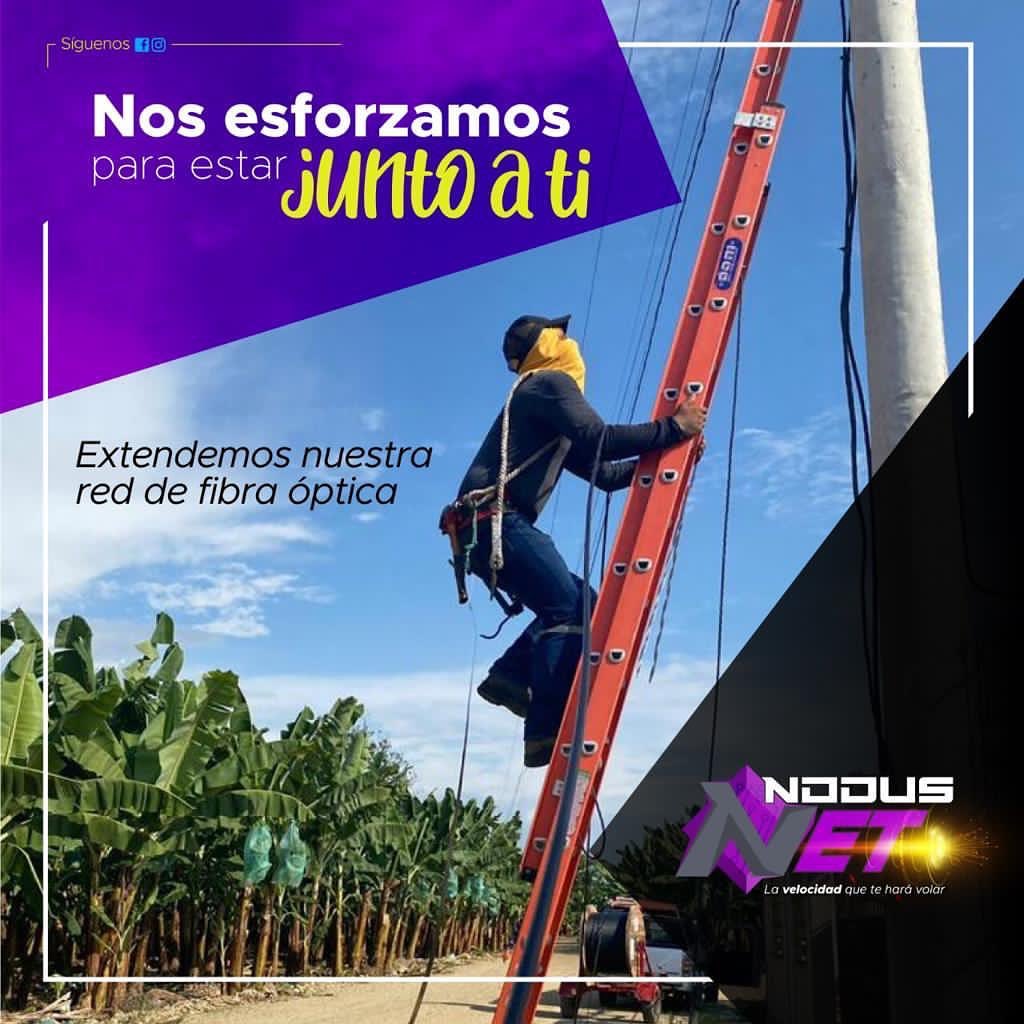 Síguenos
Nos esforzamos
para estar junto a ti
Extendemos nuestra
red de fibra óptica
NODUS
NET
La velocidad que te hará volar